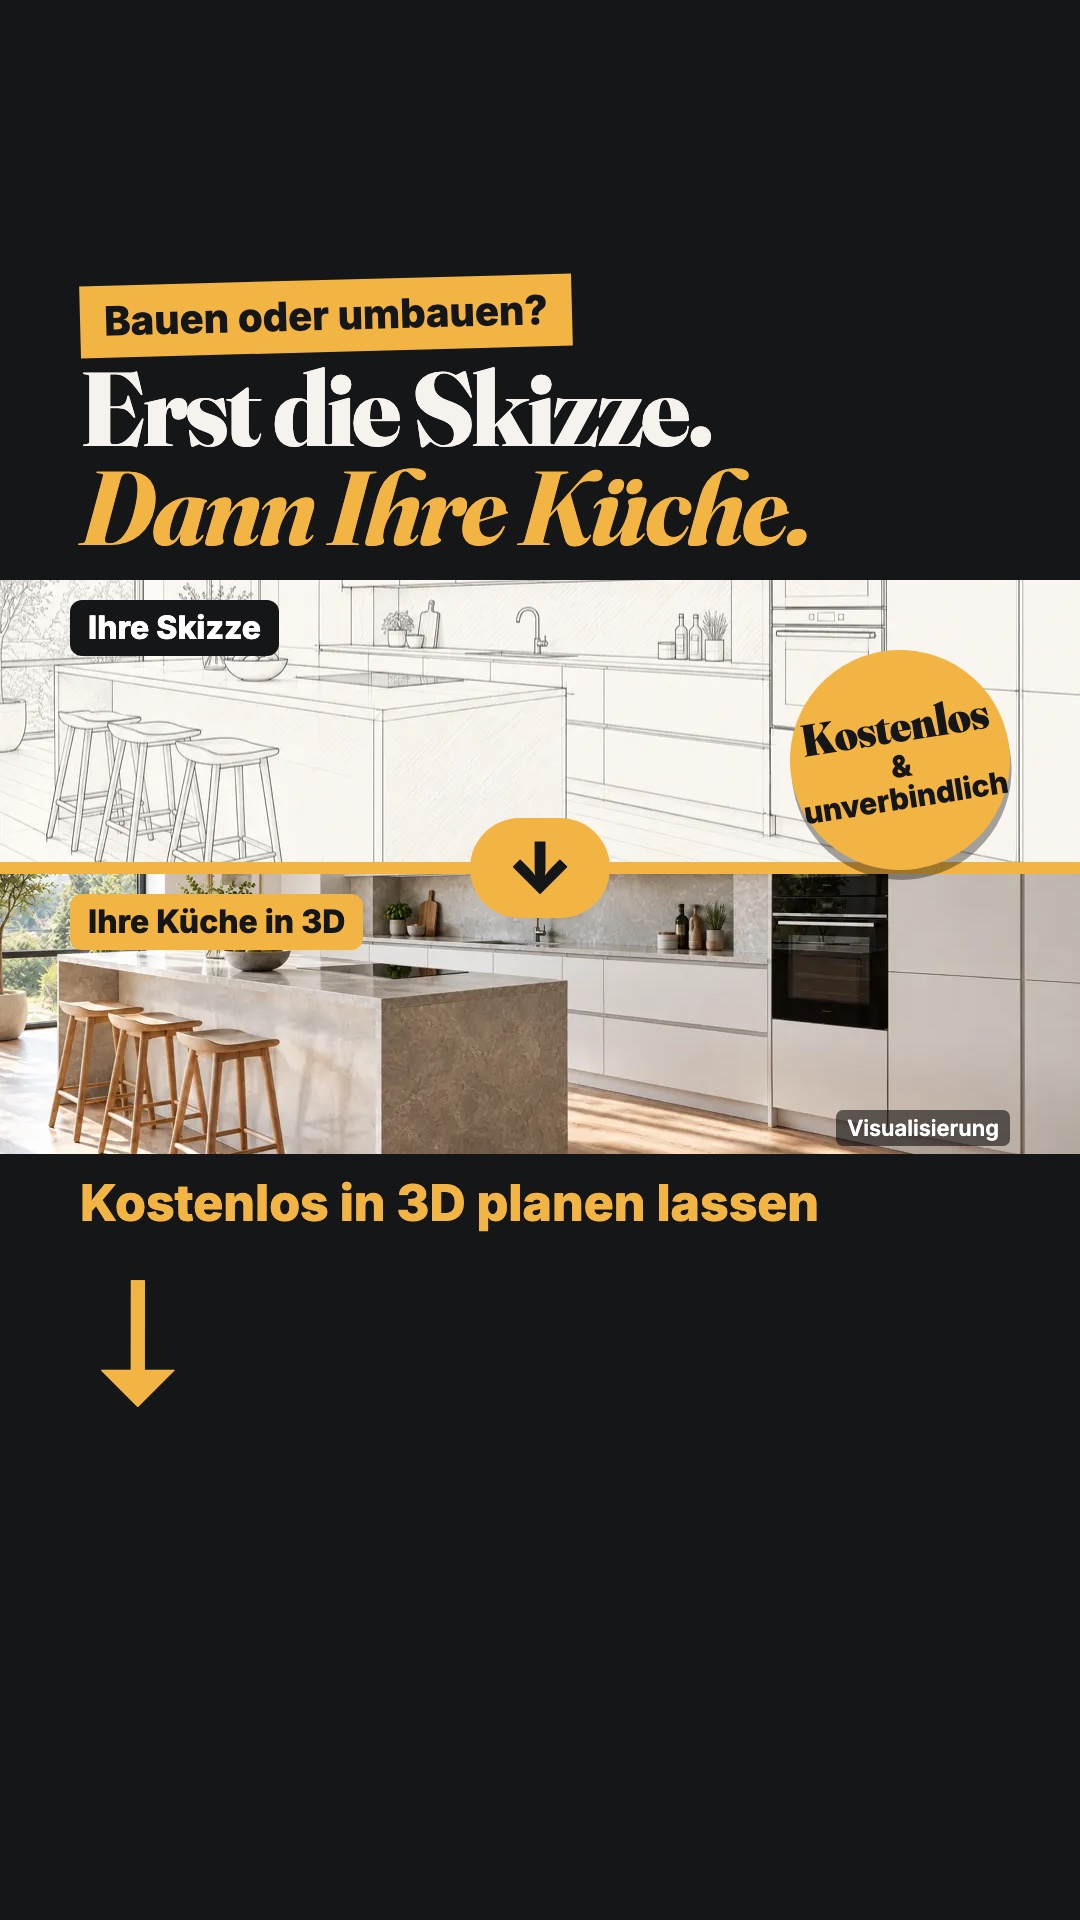 Bauen oder umbauen?
Erst die Skizze.
Dann Ihre Küche.
Ihre Skizze
Kostenlos
&
unverbindlich
Ihre Küche in 3D
Visualisierung
Kostenlos in 3D planen lassen